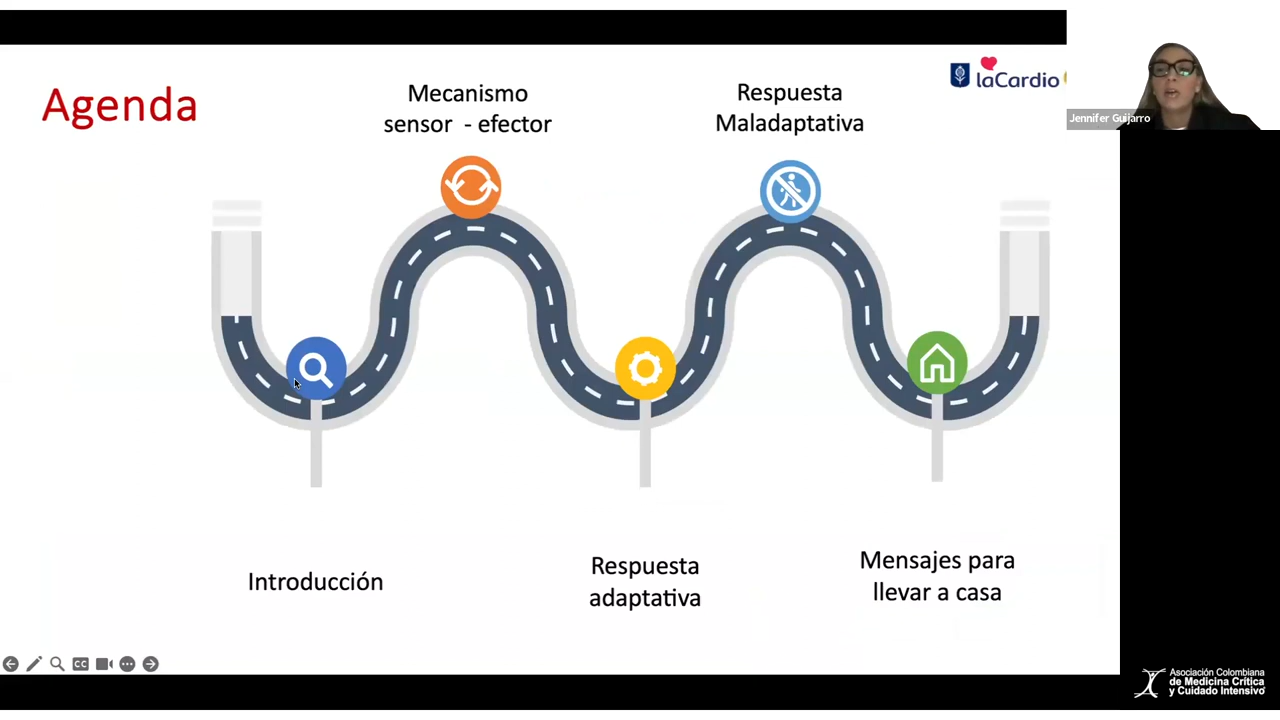 Agenda
Mecanismo
sensor - efector
Respuesta
Maladaptativa
laCardio
Jennifer Guijarro
Introducción
Respuesta
adaptativa
Mensajes para
llevar a casa
CC
Asociación Colombiana
de Medicina Crítica
y Cuidado Intensivo